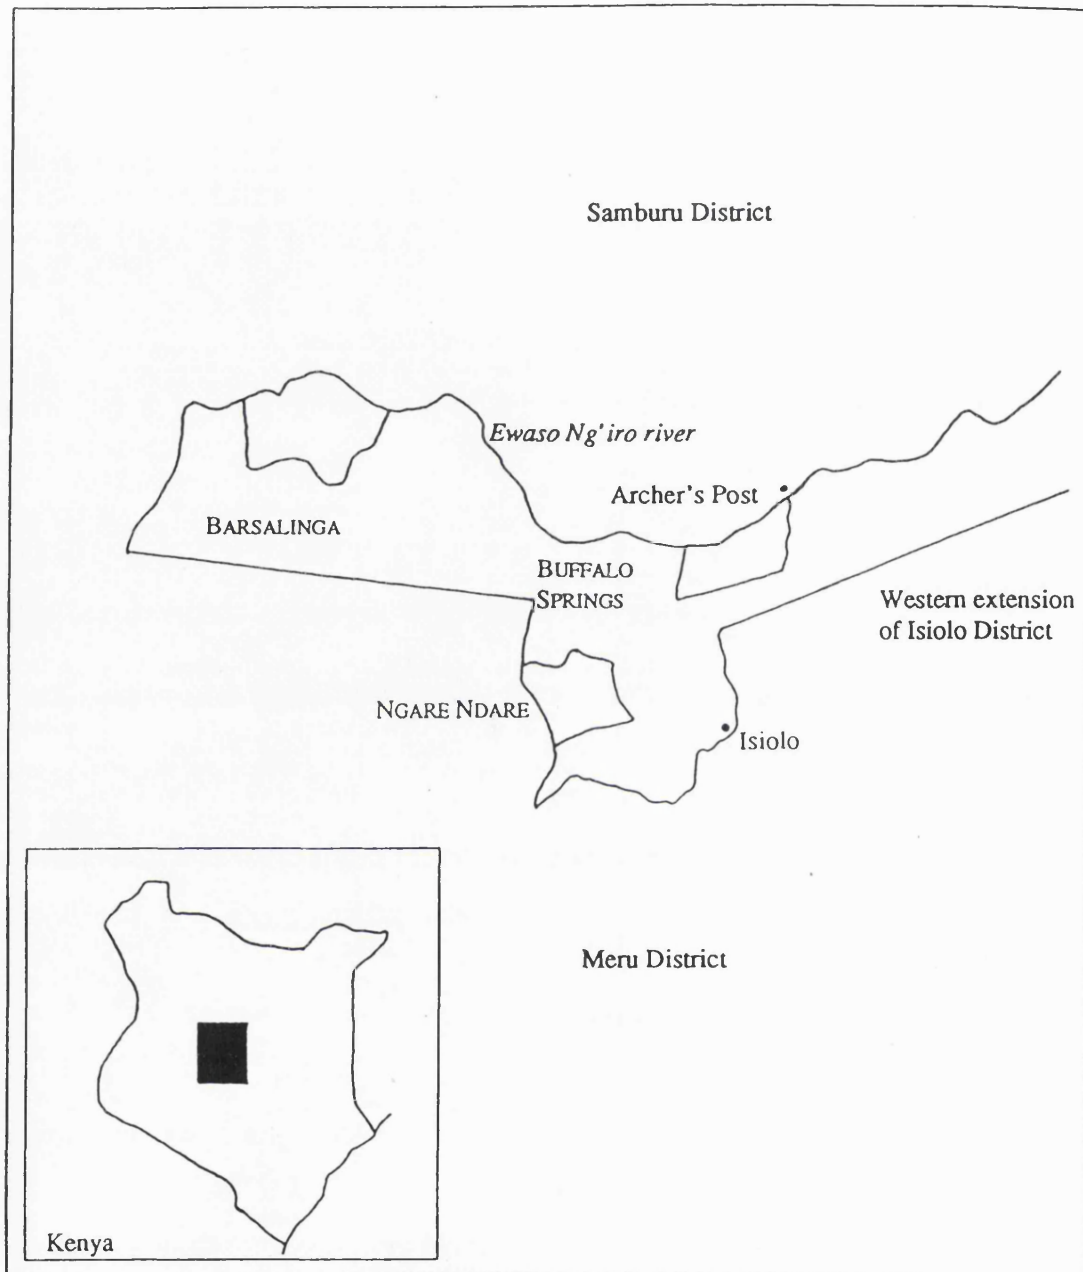 Samburu District
Ewaso Ng'iro river
Archer's Post
BARSALINGA
BUFFALO
SPRINGS
Western extension
of Isiolo District
NGARE NDARE
Isiolo
Meru District
Kenya